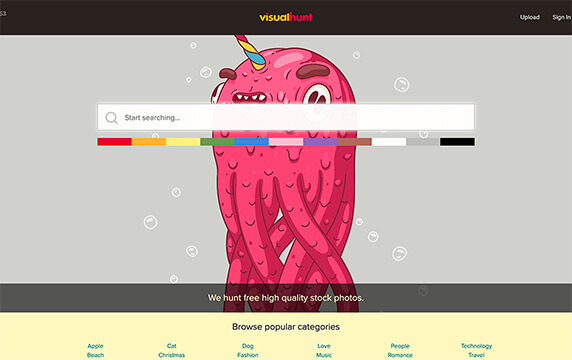 53
visualhunt
Upload Sign In
Start searching...
We hunt free high quality stock photos.
Browse popular categories
Apple Cat Dog Love People Technology
Beach Christmas Fashion Music Romance Travel